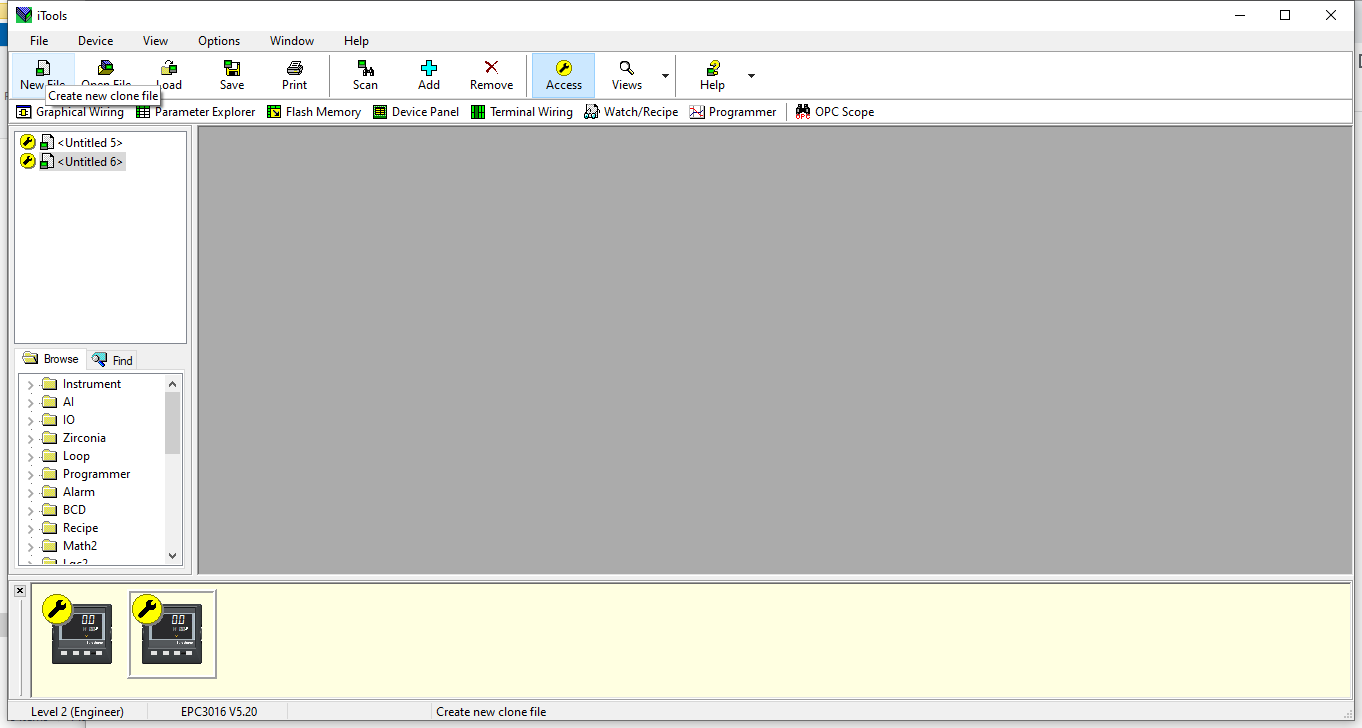 iTools
File Device View Options Window Help
New File Open File Load Save Print Scan Add Remove Access Views Help
Create new clone file
Graphical Wiring Parameter Explorer Flash Memory Device Panel Terminal Wiring Watch/Recipe Programmer OPC Scope
<Untitled 5>
<Untitled 6>
Browse Find
Instrument
AI
IO
Zirconia
Loop
Programmer
Alarm
BCD
Recipe
Math2
Lgc2
Level 2 (Engineer) EPC3016 V5.20 Create new clone file